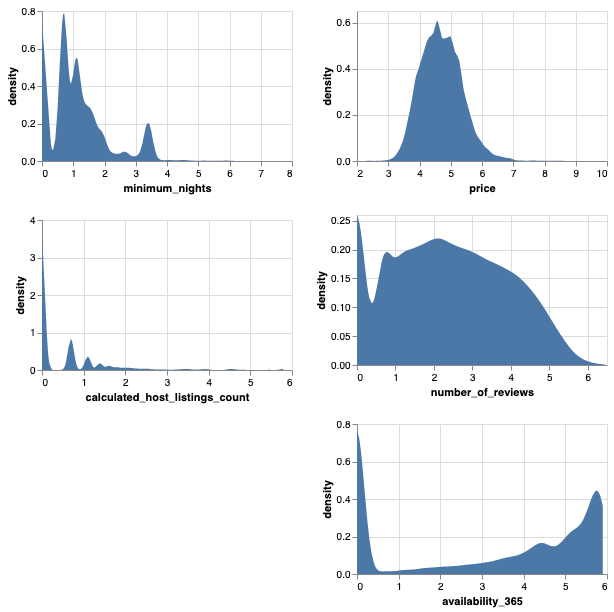 0.8
0.6
0.4
0.2
0.0
density
0 1 2 3 4 5 6 7 8
minimum_nights
0.6
0.4
0.2
0.0
density
2 3 4 5 6 7 8 9 10
price
4
3
2
1
0
density
0 1 2 3 4 5 6
calculated_host_listings_count
0.25
0.20
0.15
0.10
0.05
0.00
density
0 1 2 3 4 5 6
number_of_reviews
0.8
0.6
0.4
0.2
0.0
density
0 1 2 3 4 5 6
availability_365